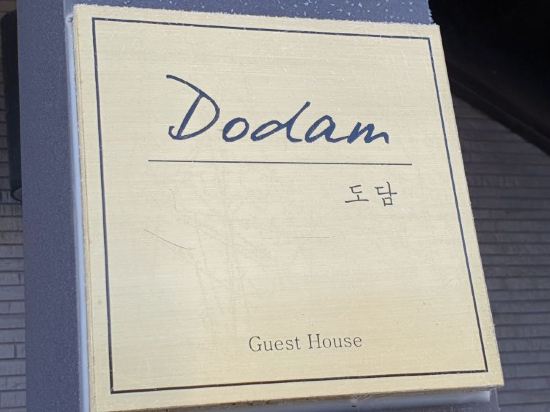 Dodam
도담
Guest House